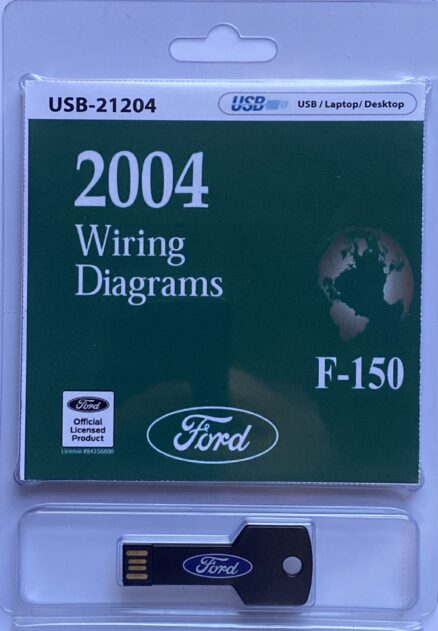 USB-21204
USB
USB / Laptop/ Desktop
2004
Wiring
Diagrams
F-150
Ford
Official
Licensed
Product
Ford
Ford